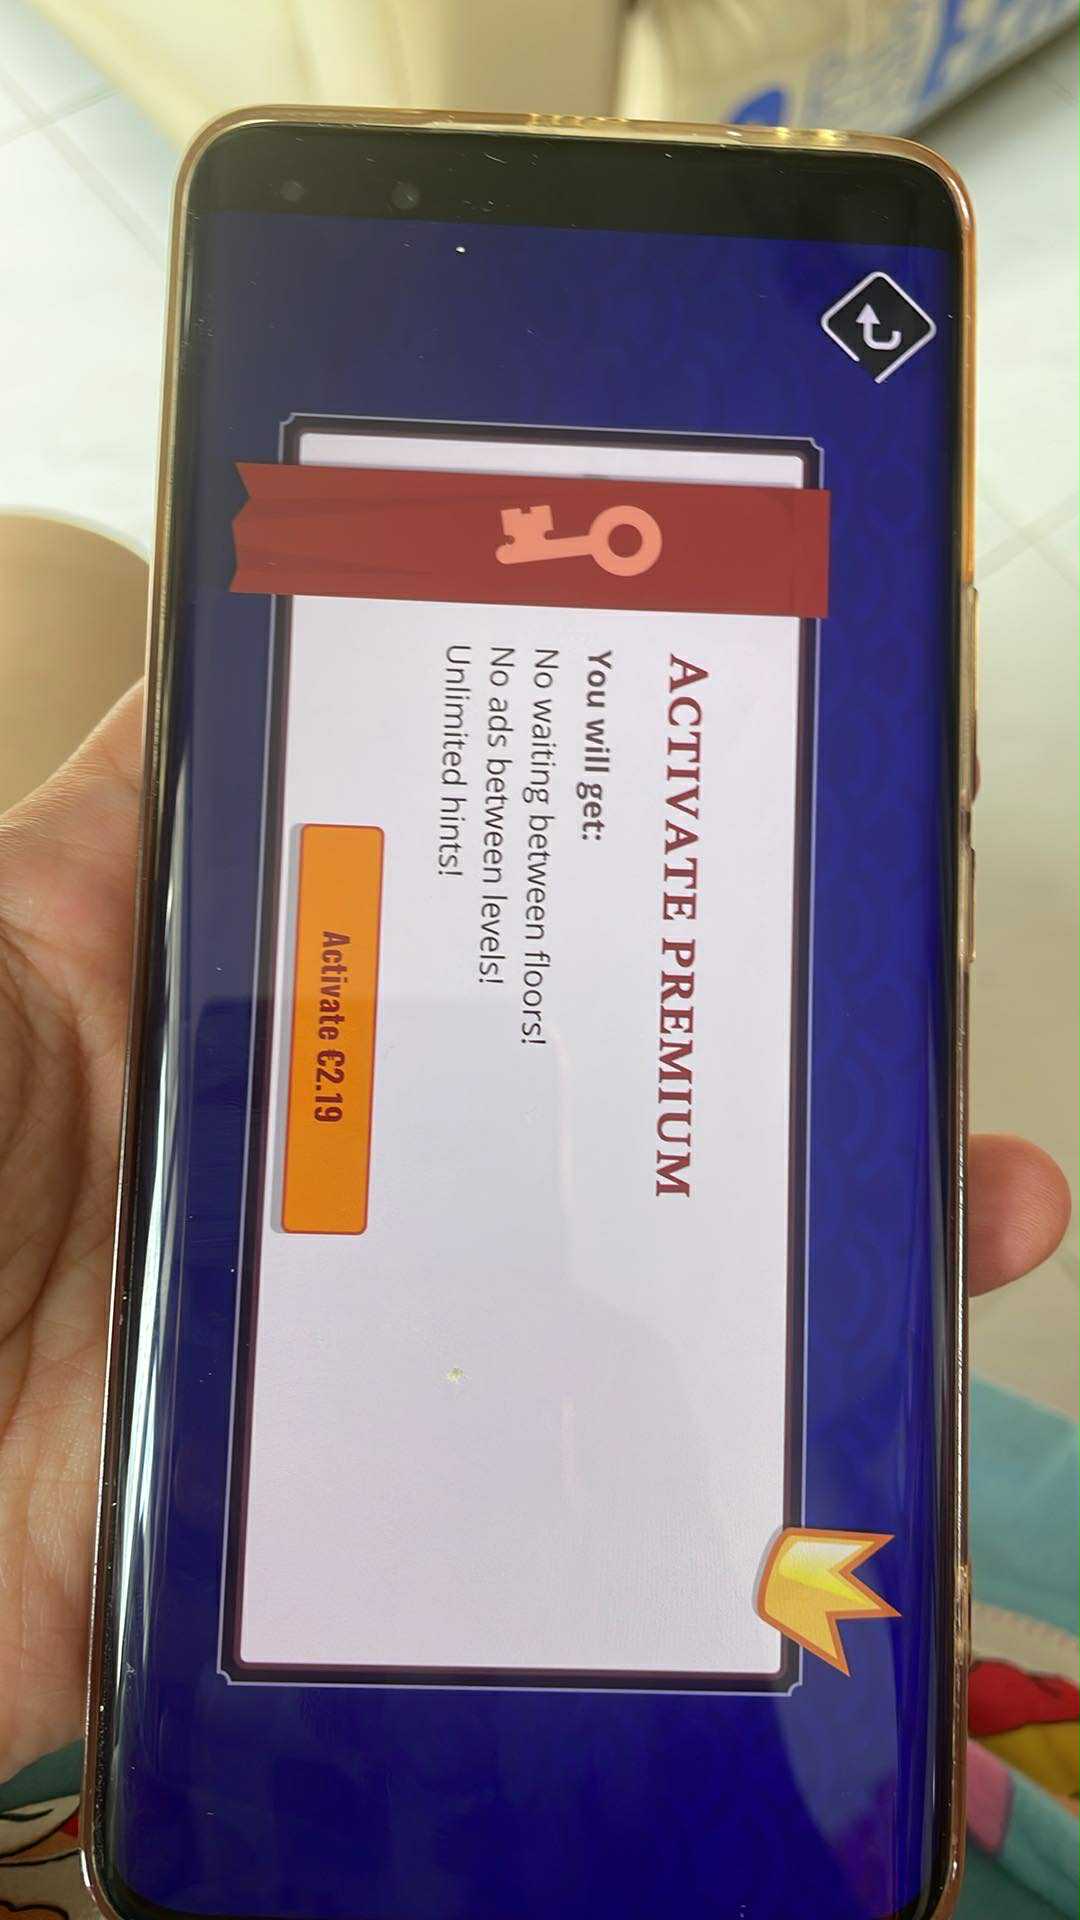 ACTIVATE PREMIUM
You will get:
No waiting between floors!
No ads between levels!
Unlimited hints!
Activate €2.19